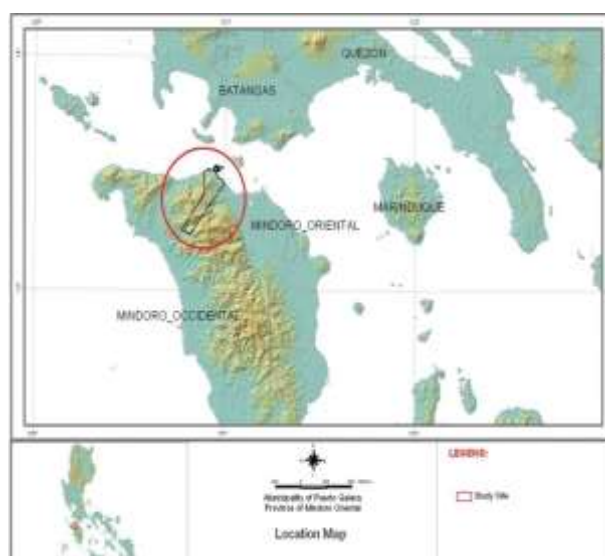 QUEZON
BATANGAS
MARINDUQUE
MINDORO_ORIENTAL
MINDORO_OCCIDENTAL
LEGEND:
Study Site
Municipality of Puerto Galera
Province of Mindoro Oriental
Location Map